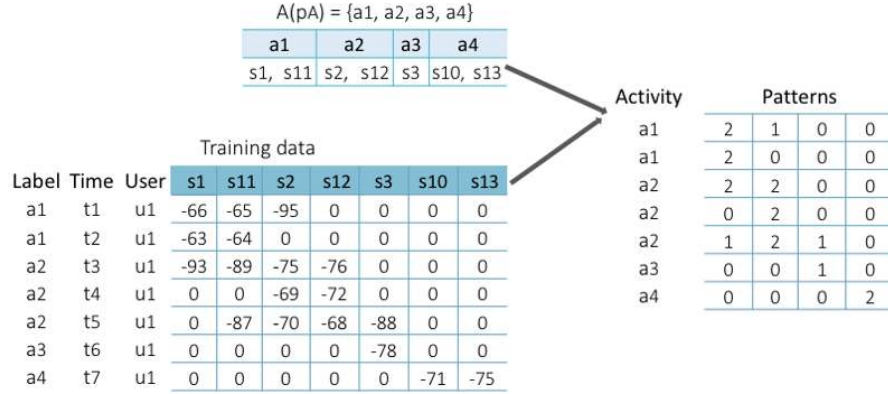 A(pA) = {a1, a2, a3, a4}
a1 a2 a3 a4
s1, s11 s2, s12 s3 s10, s13
Activity Patterns
a1 2 1 0 0
a1 2 0 0 0
a2 2 2 0 0
a2 0 2 0 0
a2 1 2 1 0
a3 0 0 1 0
a4 0 0 0 2
Training data
Label Time User s1 s11 s2 s12 s3 s10 s13
a1 t1 u1 -66 -65 -95 0 0 0 0
a1 t2 u1 -63 -64 0 0 0 0 0
a2 t3 u1 -93 -89 -75 -76 0 0 0
a2 t4 u1 0 0 -69 -72 0 0 0
a2 t5 u1 0 -87 -70 -68 -88 0 0
a3 t6 u1 0 0 0 0 -78 0 0
a4 t7 u1 0 0 0 0 0 -71 -75